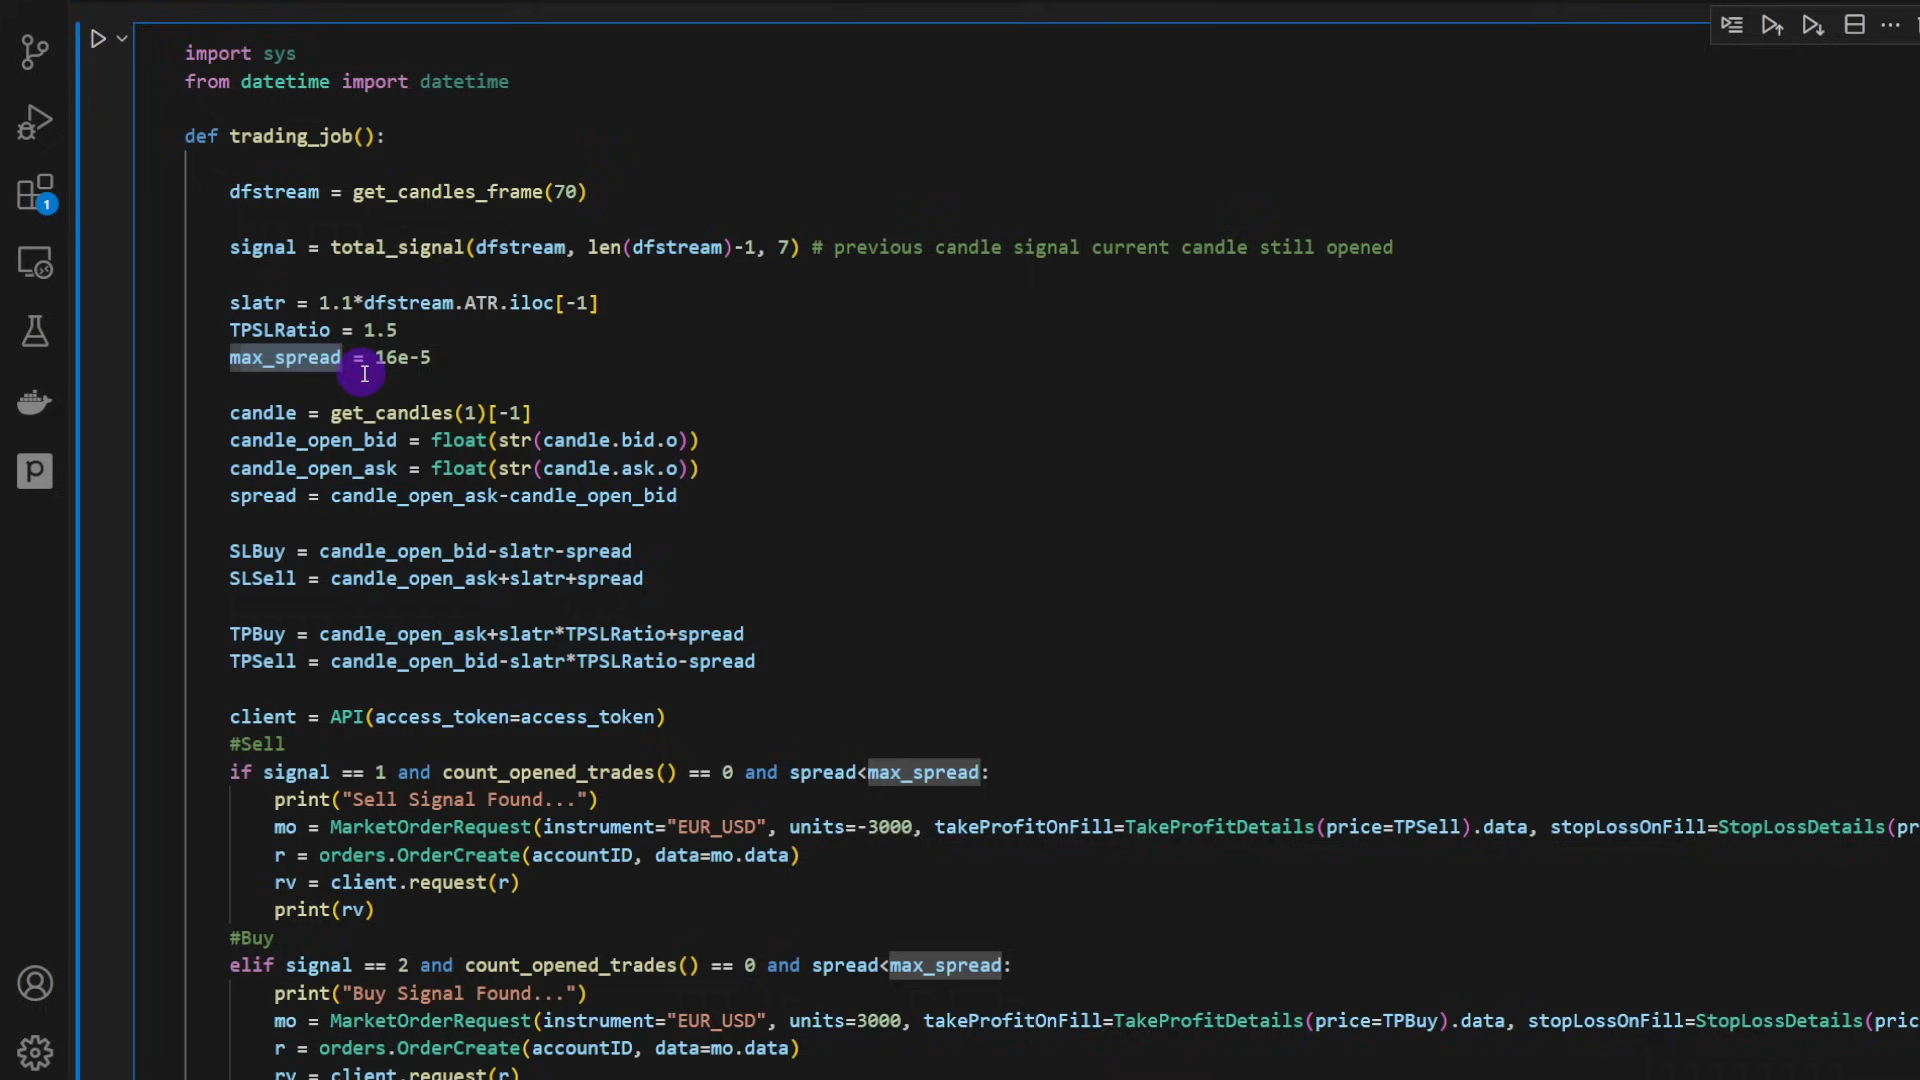 import sys
from datetime import datetime
def trading_job():
dfstream = get_candles_frame(70)
signal = total_signal(dfstream, len(dfstream)-1, 7) # previous candle signal current candle still opened
slatr = 1.1*dfstream.ATR.iloc[-1]
TPSLRatio = 1.5
max_spread = 16e-5
candle = get_candles(1)[-1]
candle_open_bid = float(str(candle.bid.o))
candle_open_ask = float(str(candle.ask.o))
spread = candle_open_ask-candle_open_bid
SLBuy = candle_open_bid-slatr-spread
SLSell = candle_open_ask+slatr+spread
TPBuy = candle_open_ask+slatr*TPSLRatio+spread
TPSell = candle_open_bid-slatr*TPSLRatio-spread
client = API(access_token=access_token)
#Sell
if signal == 1 and count_opened_trades() == 0 and spread<max_spread:
print("Sell Signal Found...")
mo = MarketOrderRequest(instrument="EUR_USD", units=-3000, takeProfitOnFill=TakeProfitDetails(price=TPSell).data, stopLossOnFill=StopLossDetails(pr
r = orders.OrderCreate(accountID, data=mo.data)
rv = client.request(r)
print(rv)
#Buy
elif signal == 2 and count_opened_trades() == 0 and spread<max_spread:
print("Buy Signal Found...")
mo = MarketOrderRequest(instrument="EUR_USD", units=3000, takeProfitOnFill=TakeProfitDetails(price=TPBuy).data, stopLossOnFill=StopLossDetails(pric
r = orders.OrderCreate(accountID, data=mo.data)
rv = client.request(r)
1